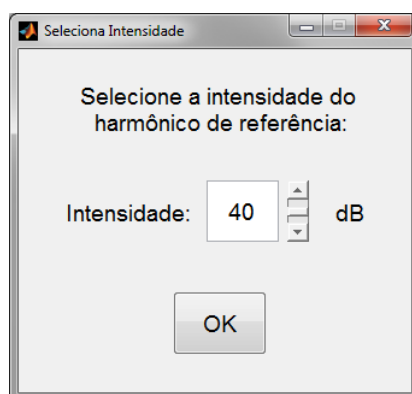 Seleciona Intensidade
Selecione a intensidade do
harmônico de referência:
Intensidade: 40 dB
OK